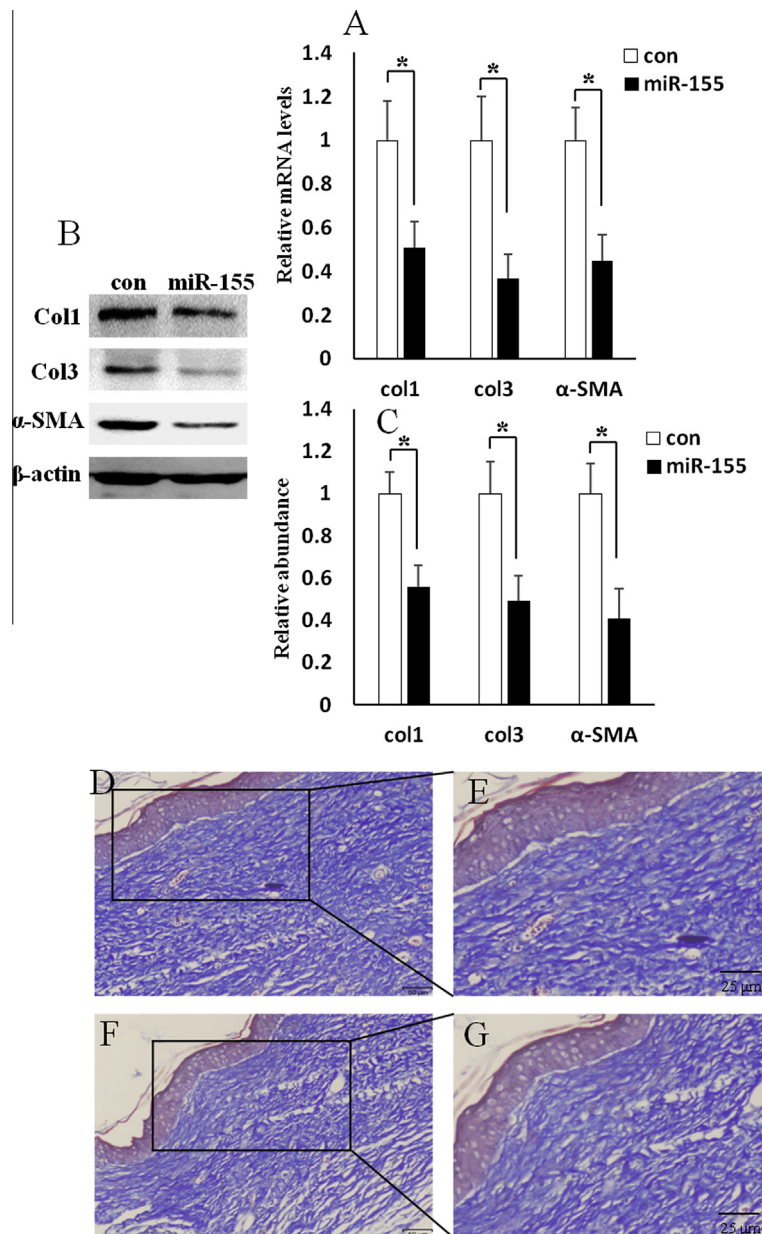 A
1.4
1.2
1
0.8
0.6
0.4
0.2
0
Relative mRNA levels
con
miR-155
*
*
*
col1
col3
α-SMA
B
con
miR-155
Col1
Col3
α-SMA
β-actin
C
1.4
1.2
1
0.8
0.6
0.4
0.2
0
Relative abundance
con
miR-155
*
*
*
col1
col3
α-SMA
D
E
25 μm
F
G
25 μm